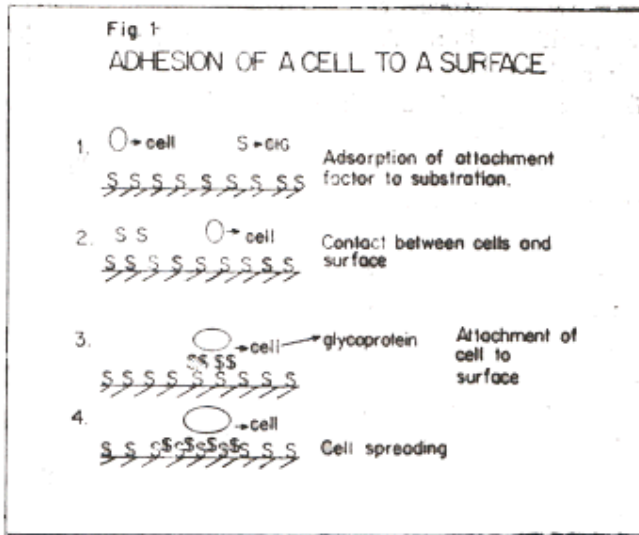 Fig. 1-
ADHESION OF A CELL TO A SURFACE
1. cell S CIG Adsorption of attachment
factor to substration.
S S S S S S S S S
2. S S cell Contact between cells and
surface
S S S S S S S S S
3. cell glycoprotein Attachment of
cell to
surface
S S S S
S S S S S S S S S
4. cell
Cell spreading